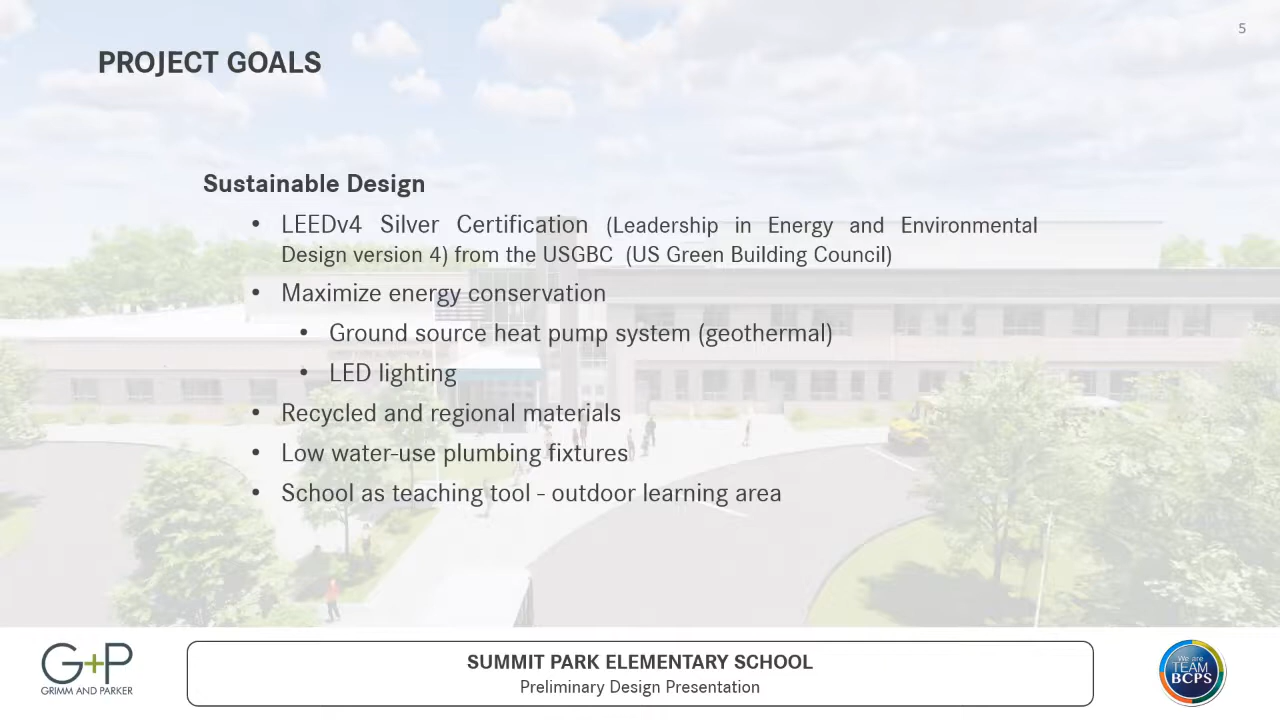 5
PROJECT GOALS
Sustainable Design
• LEEDv4 Silver Certification (Leadership in Energy and Environmental
Design version 4) from the USGBC (US Green Building Council)
• Maximize energy conservation
• Ground source heat pump system (geothermal)
• LED lighting
• Recycled and regional materials
• Low water-use plumbing fixtures
• School as teaching tool - outdoor learning area
G+P
GRIMM AND PARKER
SUMMIT PARK ELEMENTARY SCHOOL
Preliminary Design Presentation
We are
TEAM
BCPS